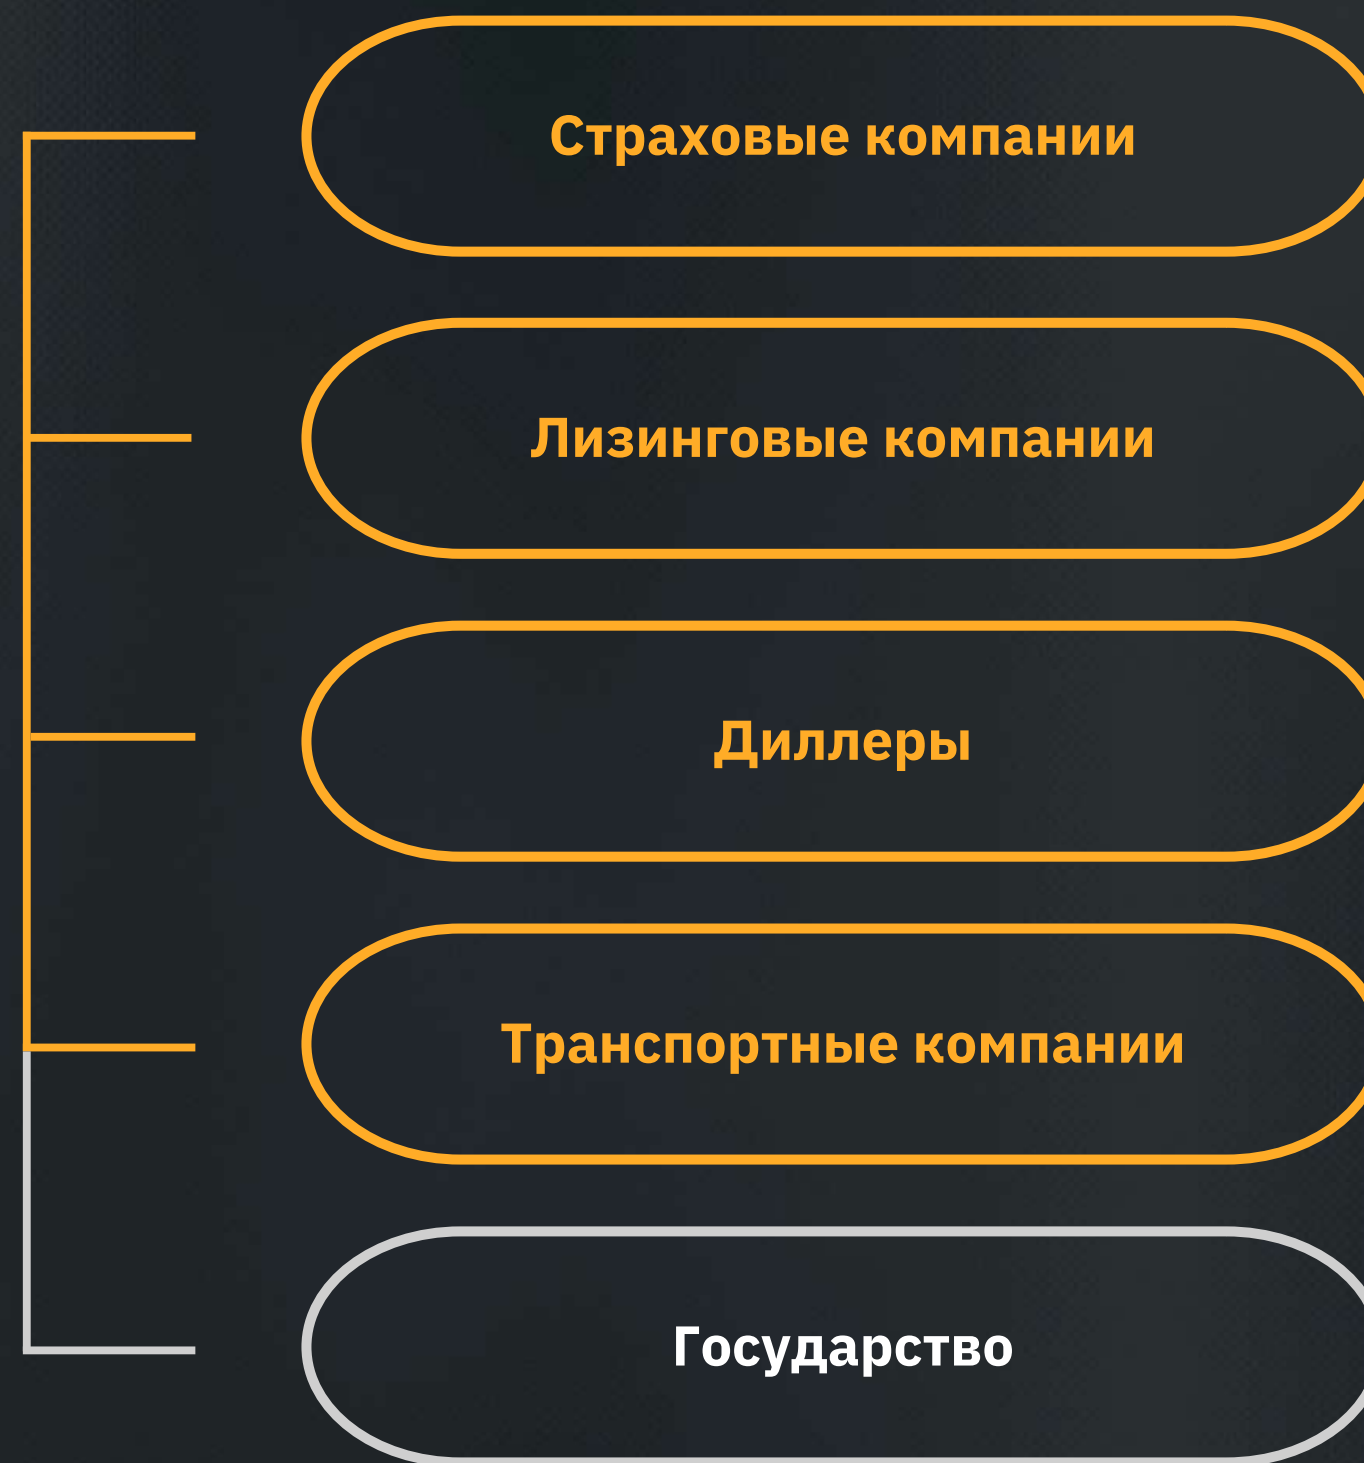 Страховые компании
Лизинговые компании
Диллеры
Транспортные компании
Государство